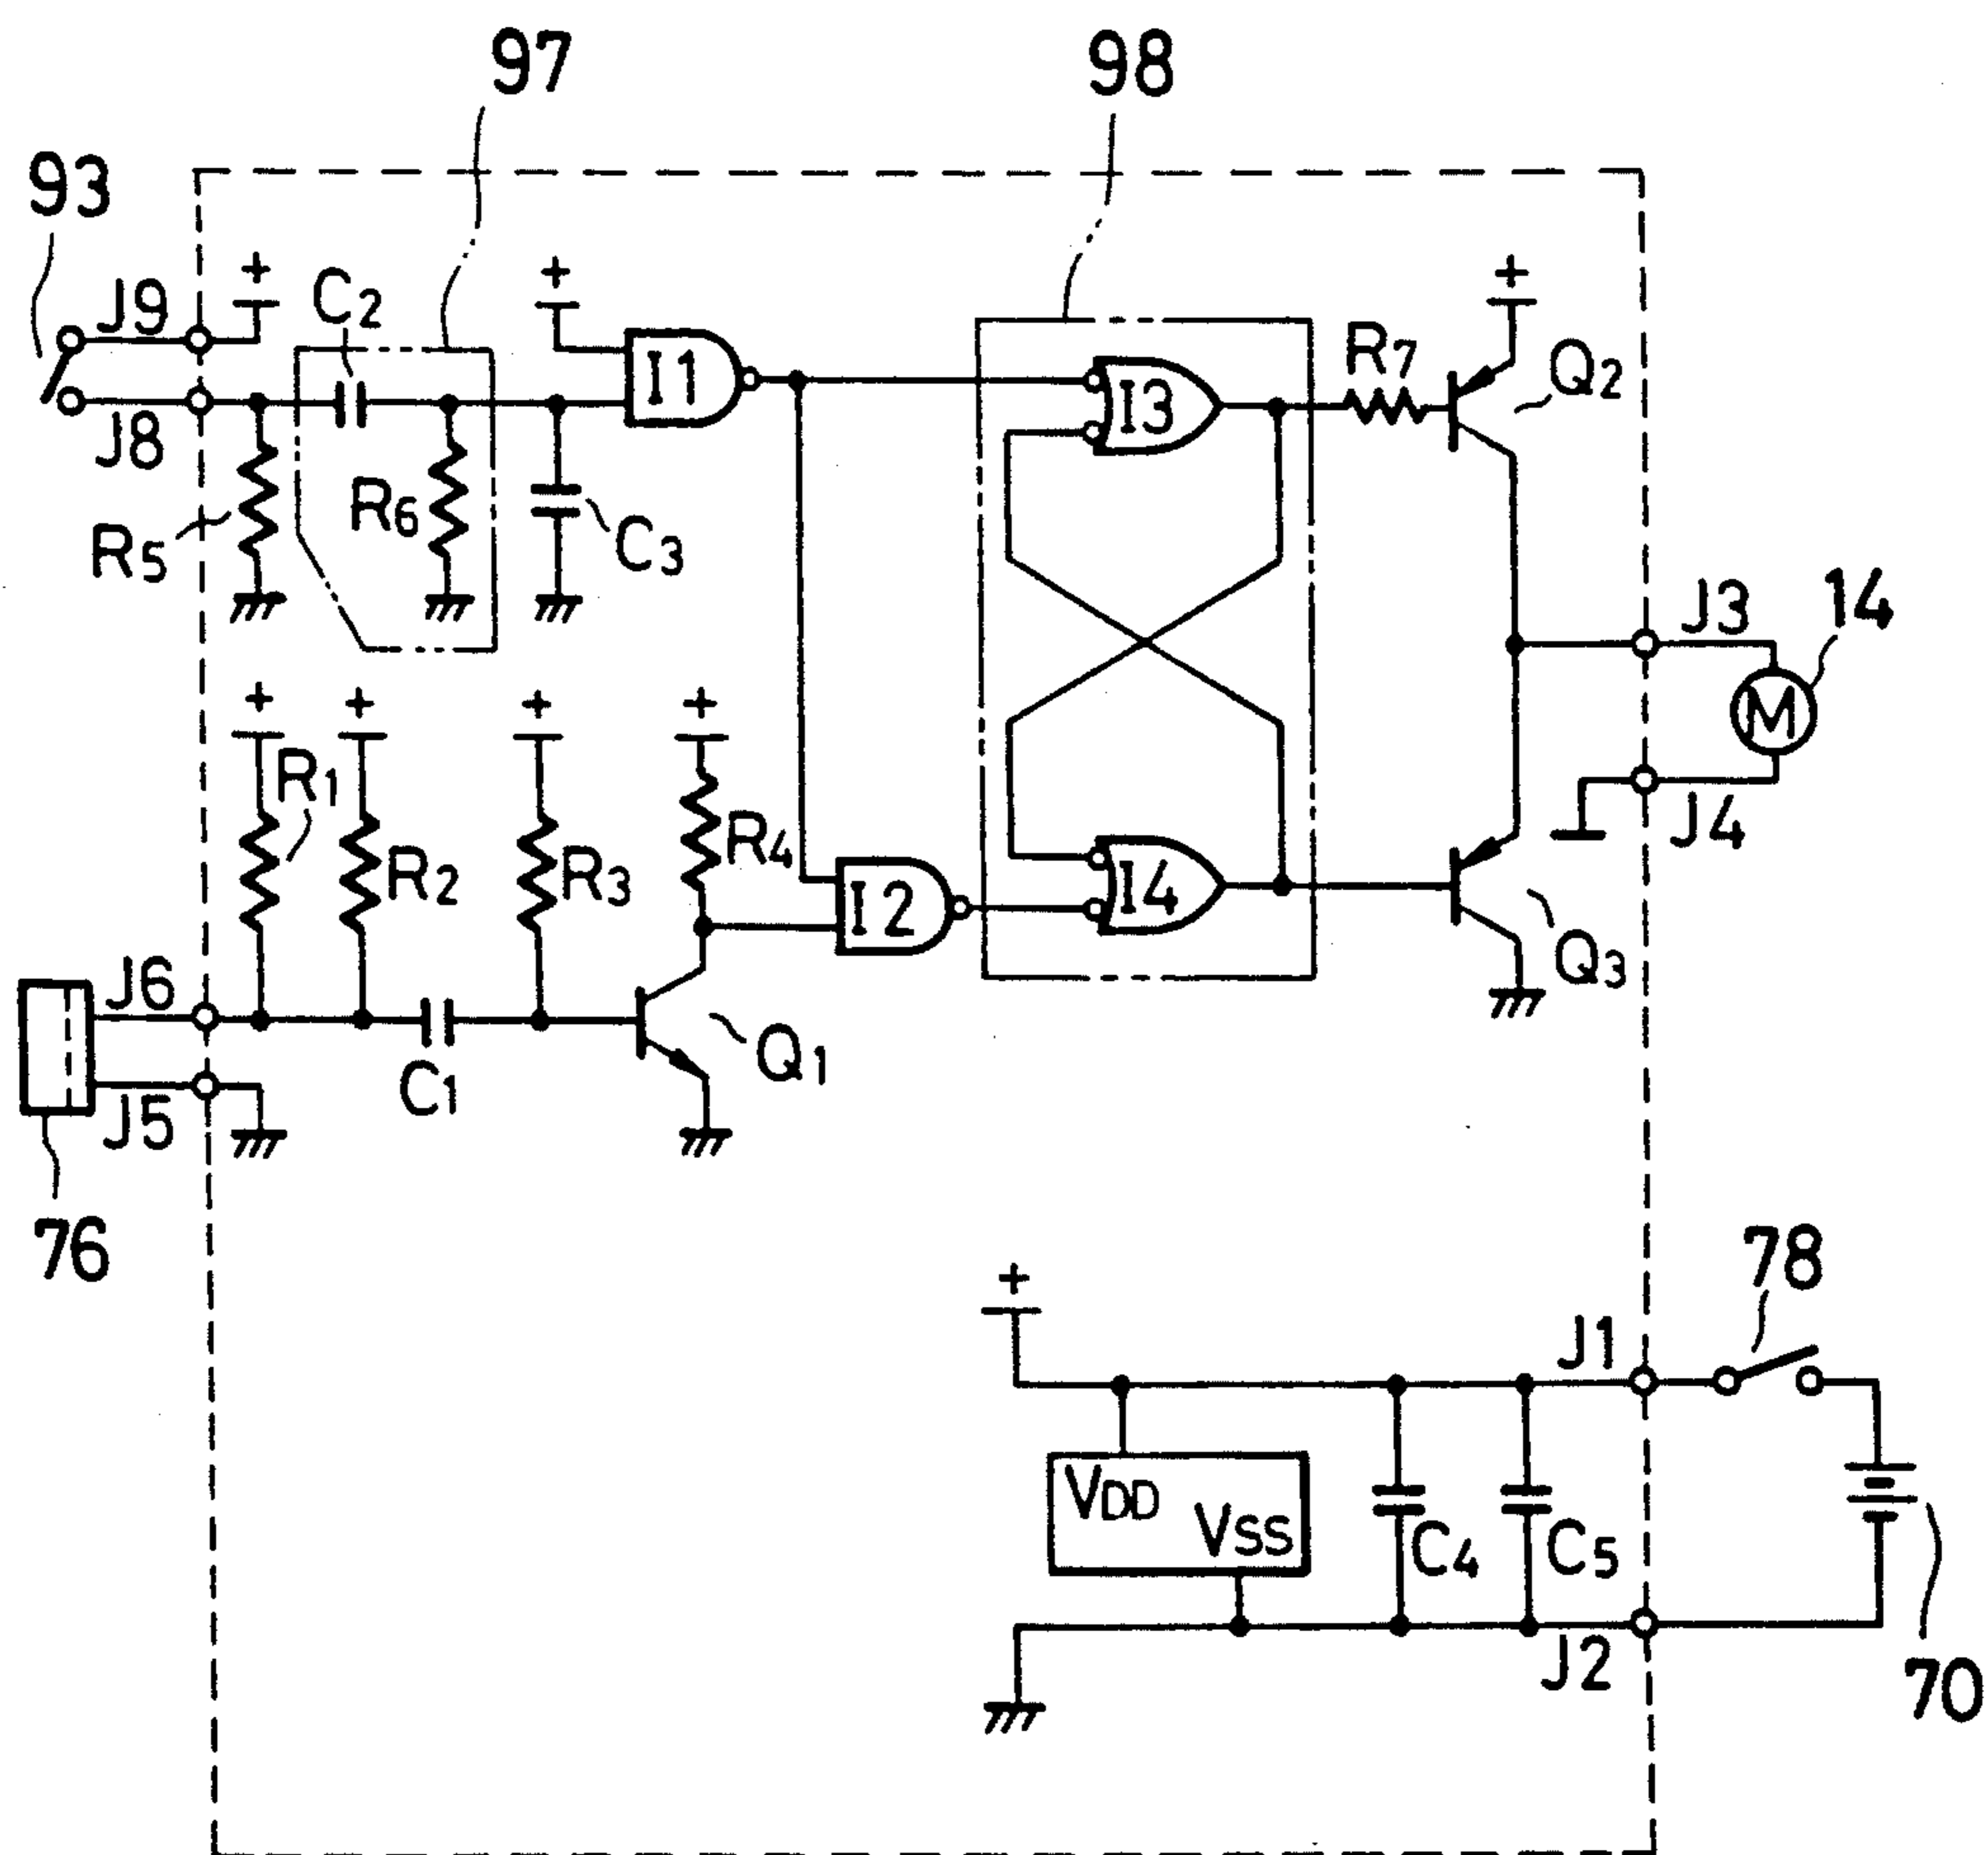 97
98
93
+
+
+
J9
C2
I1
I3
R7
Q2
J8
R5
R6
C3
J3
14
M
+
+
+
+
R1
R2
R3
R4
J4
I2
I4
Q3
J6
C1
Q1
J5
76
+
78
J1
VDD
VSS
C4
C5
J2
70